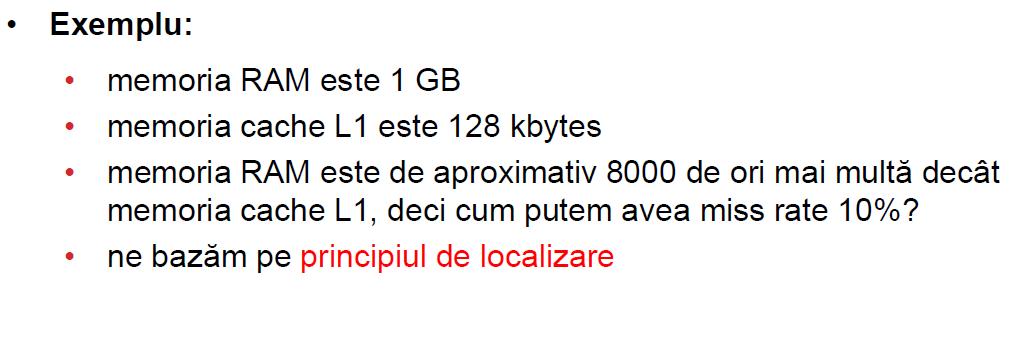 • Exemplu:
• memoria RAM este 1 GB
• memoria cache L1 este 128 kbytes
• memoria RAM este de aproximativ 8000 de ori mai multă decât
memoria cache L1, deci cum putem avea miss rate 10%?
• ne bazăm pe principiul de localizare